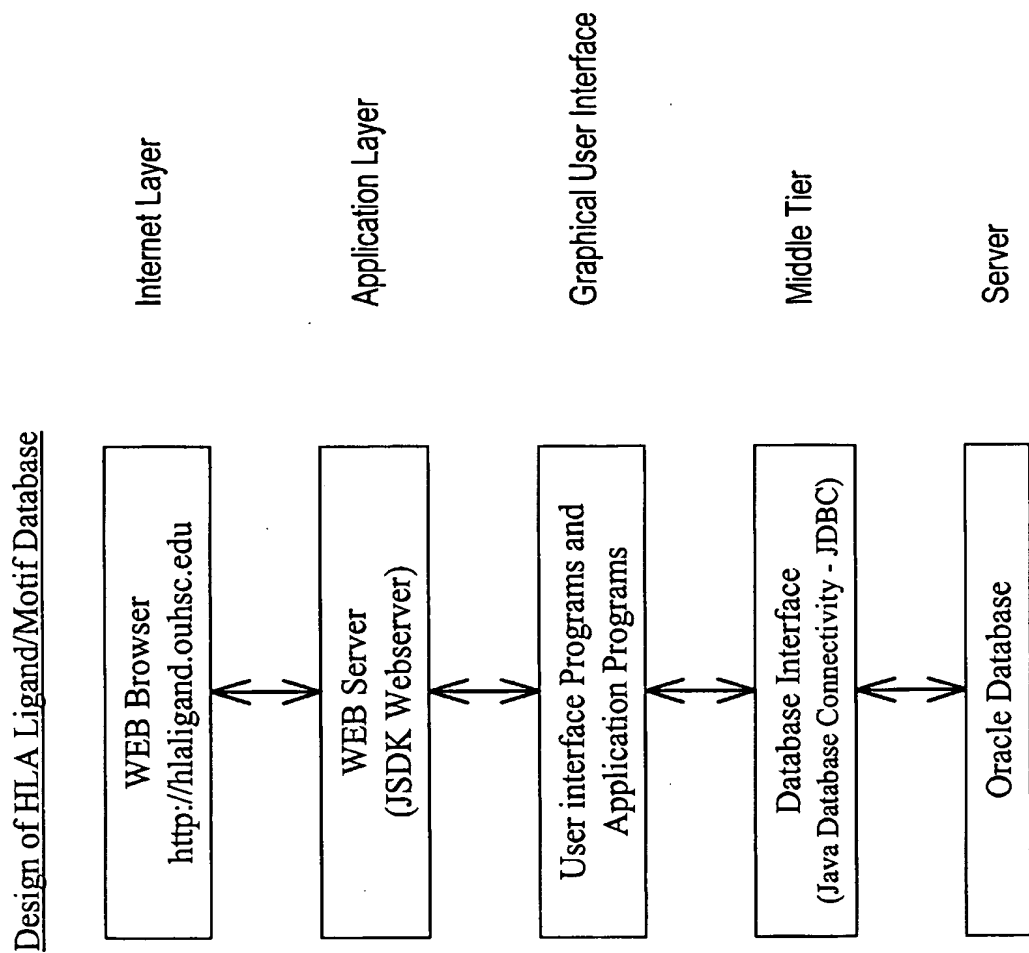 Design of HLA Ligand/Motif Database
WEB Browser
http://hlaligand.ouhsc.edu
Internet Layer
WEB Server
(JSDK Webserver)
Application Layer
User interface Programs and
Application Programs
Graphical User Interface
Database Interface
(Java Database Connectivity - JDBC)
Middle Tier
Oracle Database
Server